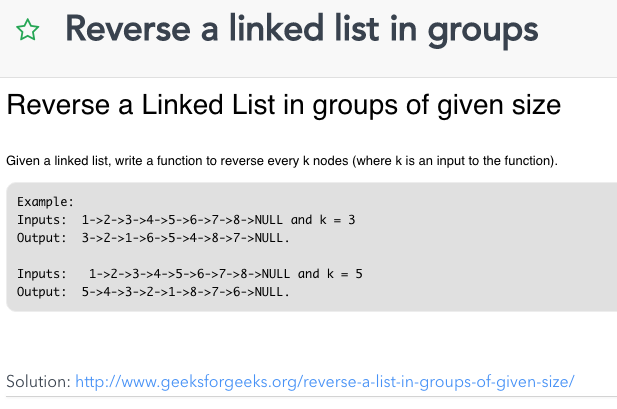 Reverse a linked list in groups
Reverse a Linked List in groups of given size
Given a linked list, write a function to reverse every k nodes (where k is an input to the function).
Example:
Inputs:  1->2->3->4->5->6->7->8->NULL and k = 3
Output:  3->2->1->6->5->4->8->7->NULL.
Inputs:   1->2->3->4->5->6->7->8->NULL and k = 5
Output:  5->4->3->2->1->8->7->6->NULL.
Solution: http://www.geeksforgeeks.org/reverse-a-list-in-groups-of-given-size/